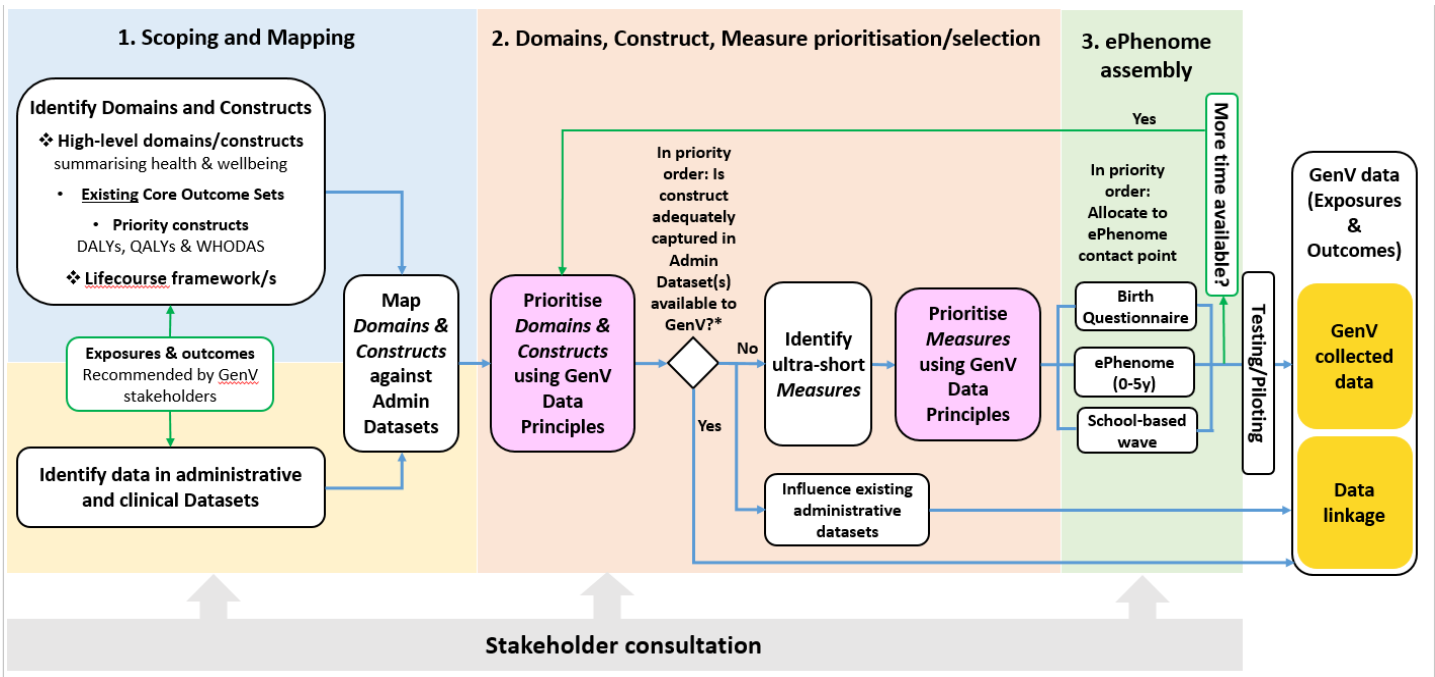 1. Scoping and Mapping
Identify Domains and Constructs
❖ High-level domains/constructs
summarising health & wellbeing
• Existing Core Outcome Sets
• Priority constructs
DALYs, QALYs & WHODAS
❖ Lifecourse framework/s
Exposures & outcomes
Recommended by GenV
stakeholders
Identify data in administrative
and clinical Datasets
Map
Domains &
Constructs
against
Admin
Datasets
2. Domains, Construct, Measure prioritisation/selection
Prioritise
Domains &
Constructs
using GenV
Data
Principles
In priority
order: Is
construct
adequately
captured in
Admin
Dataset(s)
available to
GenV?*
No
Yes
Identify
ultra-short
Measures
Influence existing
administrative
datasets
Prioritise
Measures
using GenV
Data
Principles
3. ePhenome
assembly
Yes
More time available?
In priority
order:
Allocate to
ePhenome
contact point
Birth
Questionnaire
ePhenome
(0-5y)
School-based
wave
Testing/Piloting
GenV data
(Exposures
&
Outcomes)
GenV
collected
data
Data
linkage
Stakeholder consultation